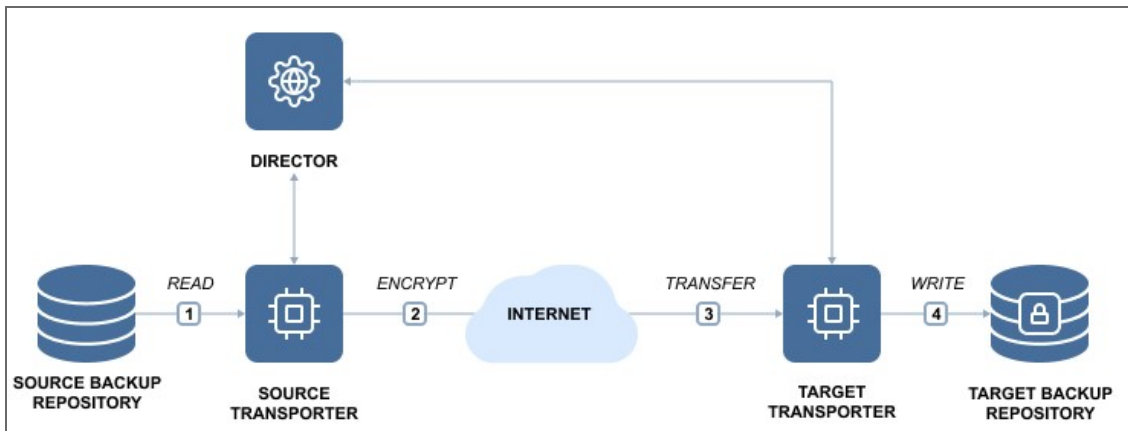 DIRECTOR
READ
1
ENCRYPT
2
INTERNET
TRANSFER
3
WRITE
4
SOURCE BACKUP
REPOSITORY
SOURCE
TRANSPORTER
TARGET
TRANSPORTER
TARGET BACKUP
REPOSITORY